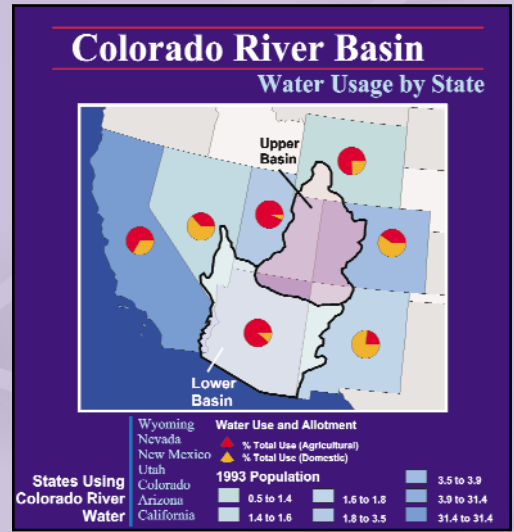 Colorado River Basin
Water Usage by State
Upper
Basin
Lower
Basin
States Using
Colorado River
Water
Wyoming
Nevada
New Mexico
Utah
Colorado
Arizona
California
Water Use and Allotment
% Total Use (Agricultural)
% Total Use (Domestic)
1993 Population
0.5 to 1.4
1.4 to 1.6
1.6 to 1.8
1.8 to 3.5
3.5 to 3.9
3.9 to 31.4
31.4 to 31.4